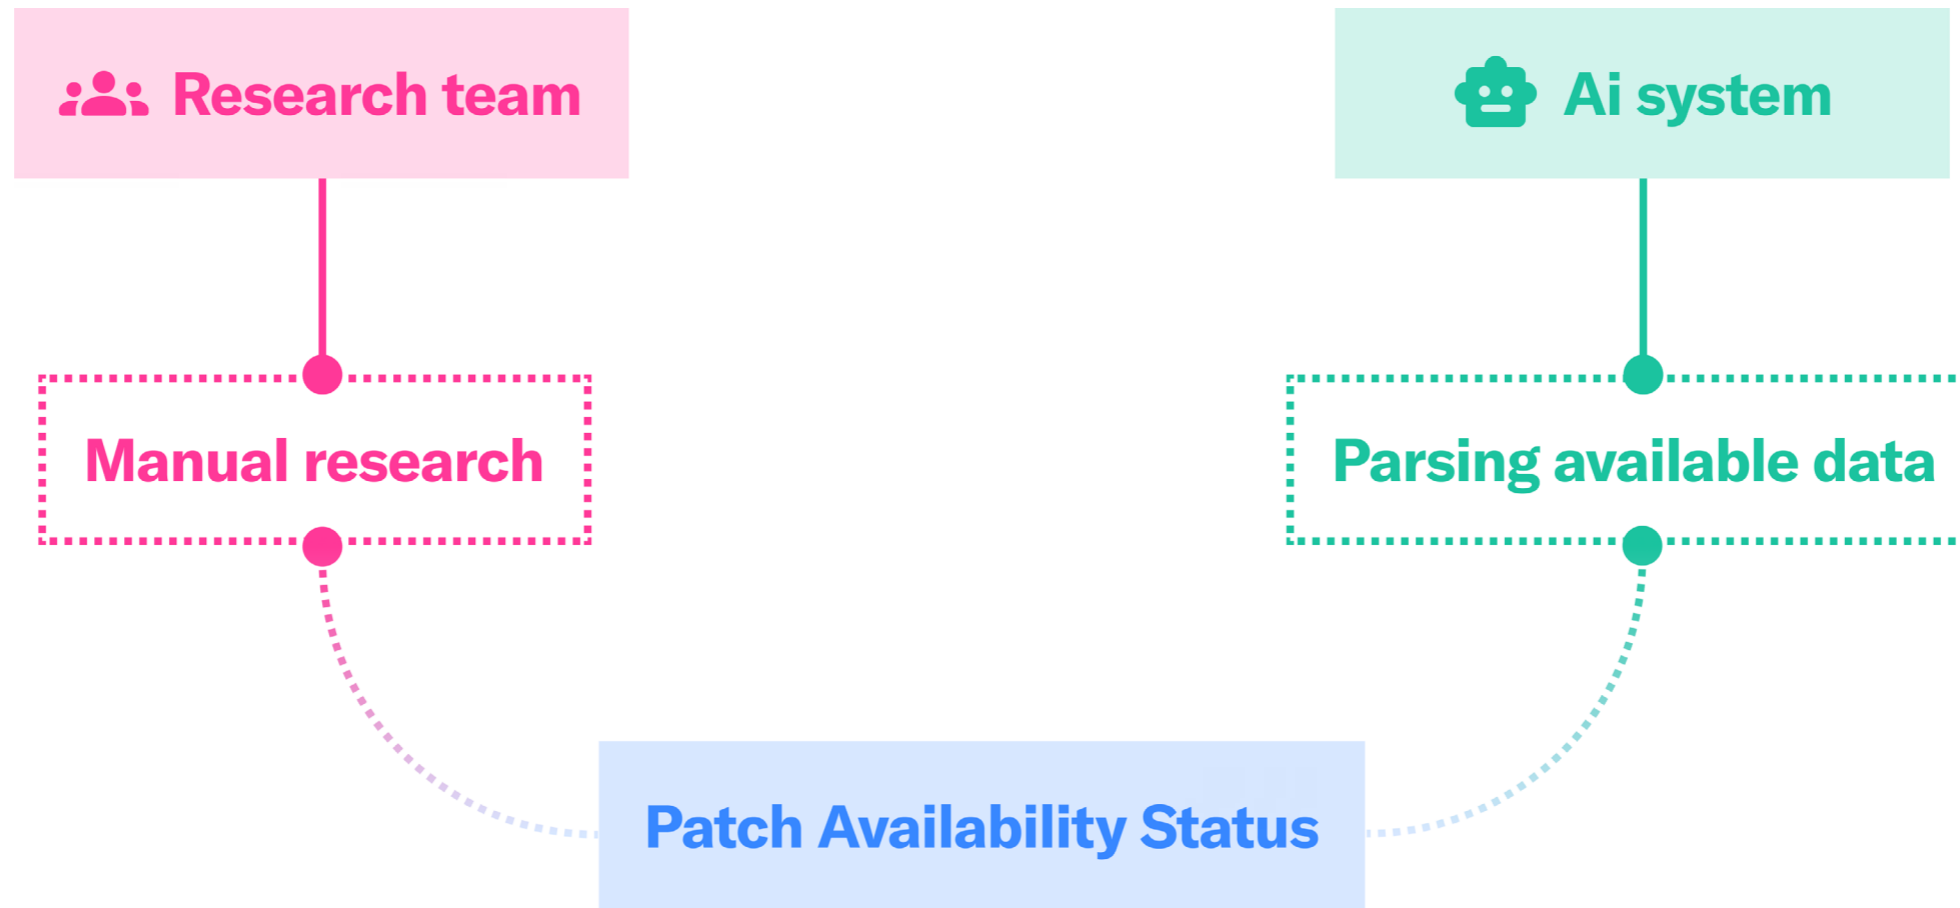 Research team
Ai system
Manual research
Parsing available data
Patch Availability Status